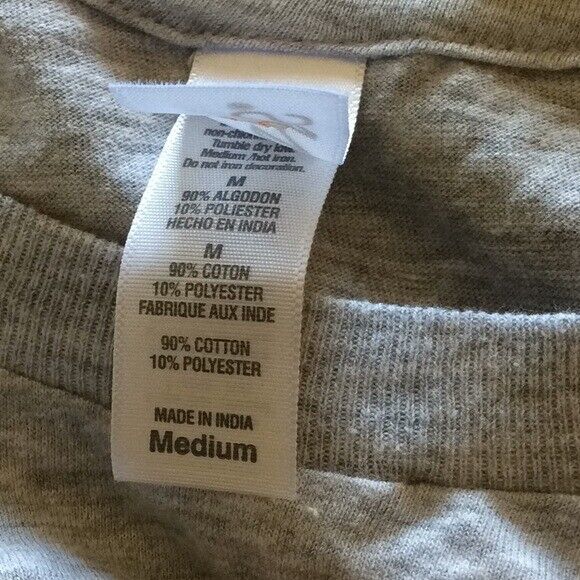 non-chlo
Tumble dry low.
Medium /hot iron.
Do not iron decoration.
M
90% ALGODON
10% POLIESTER
HECHO EN INDIA
M
90% COTON
10% POLYESTER
FABRIQUE AUX INDE
90% COTTON
10% POLYESTER
MADE IN INDIA
Medium